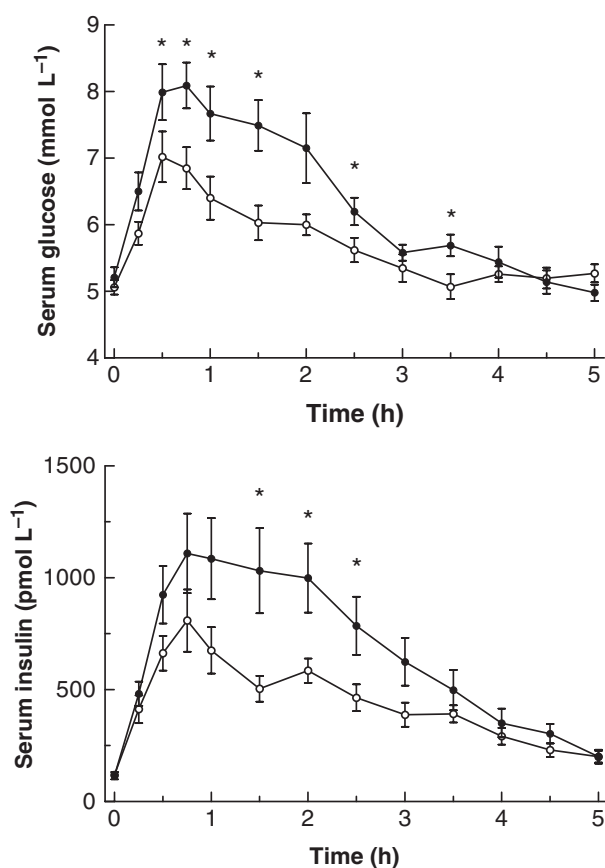 9
8
7
6
5
4
Serum glucose (mmol L⁻¹)
* * * * * *
0 1 2 3 4 5
Time (h)
1500
1000
500
0
Serum insulin (pmol L⁻¹)
* * *
0 1 2 3 4 5
Time (h)